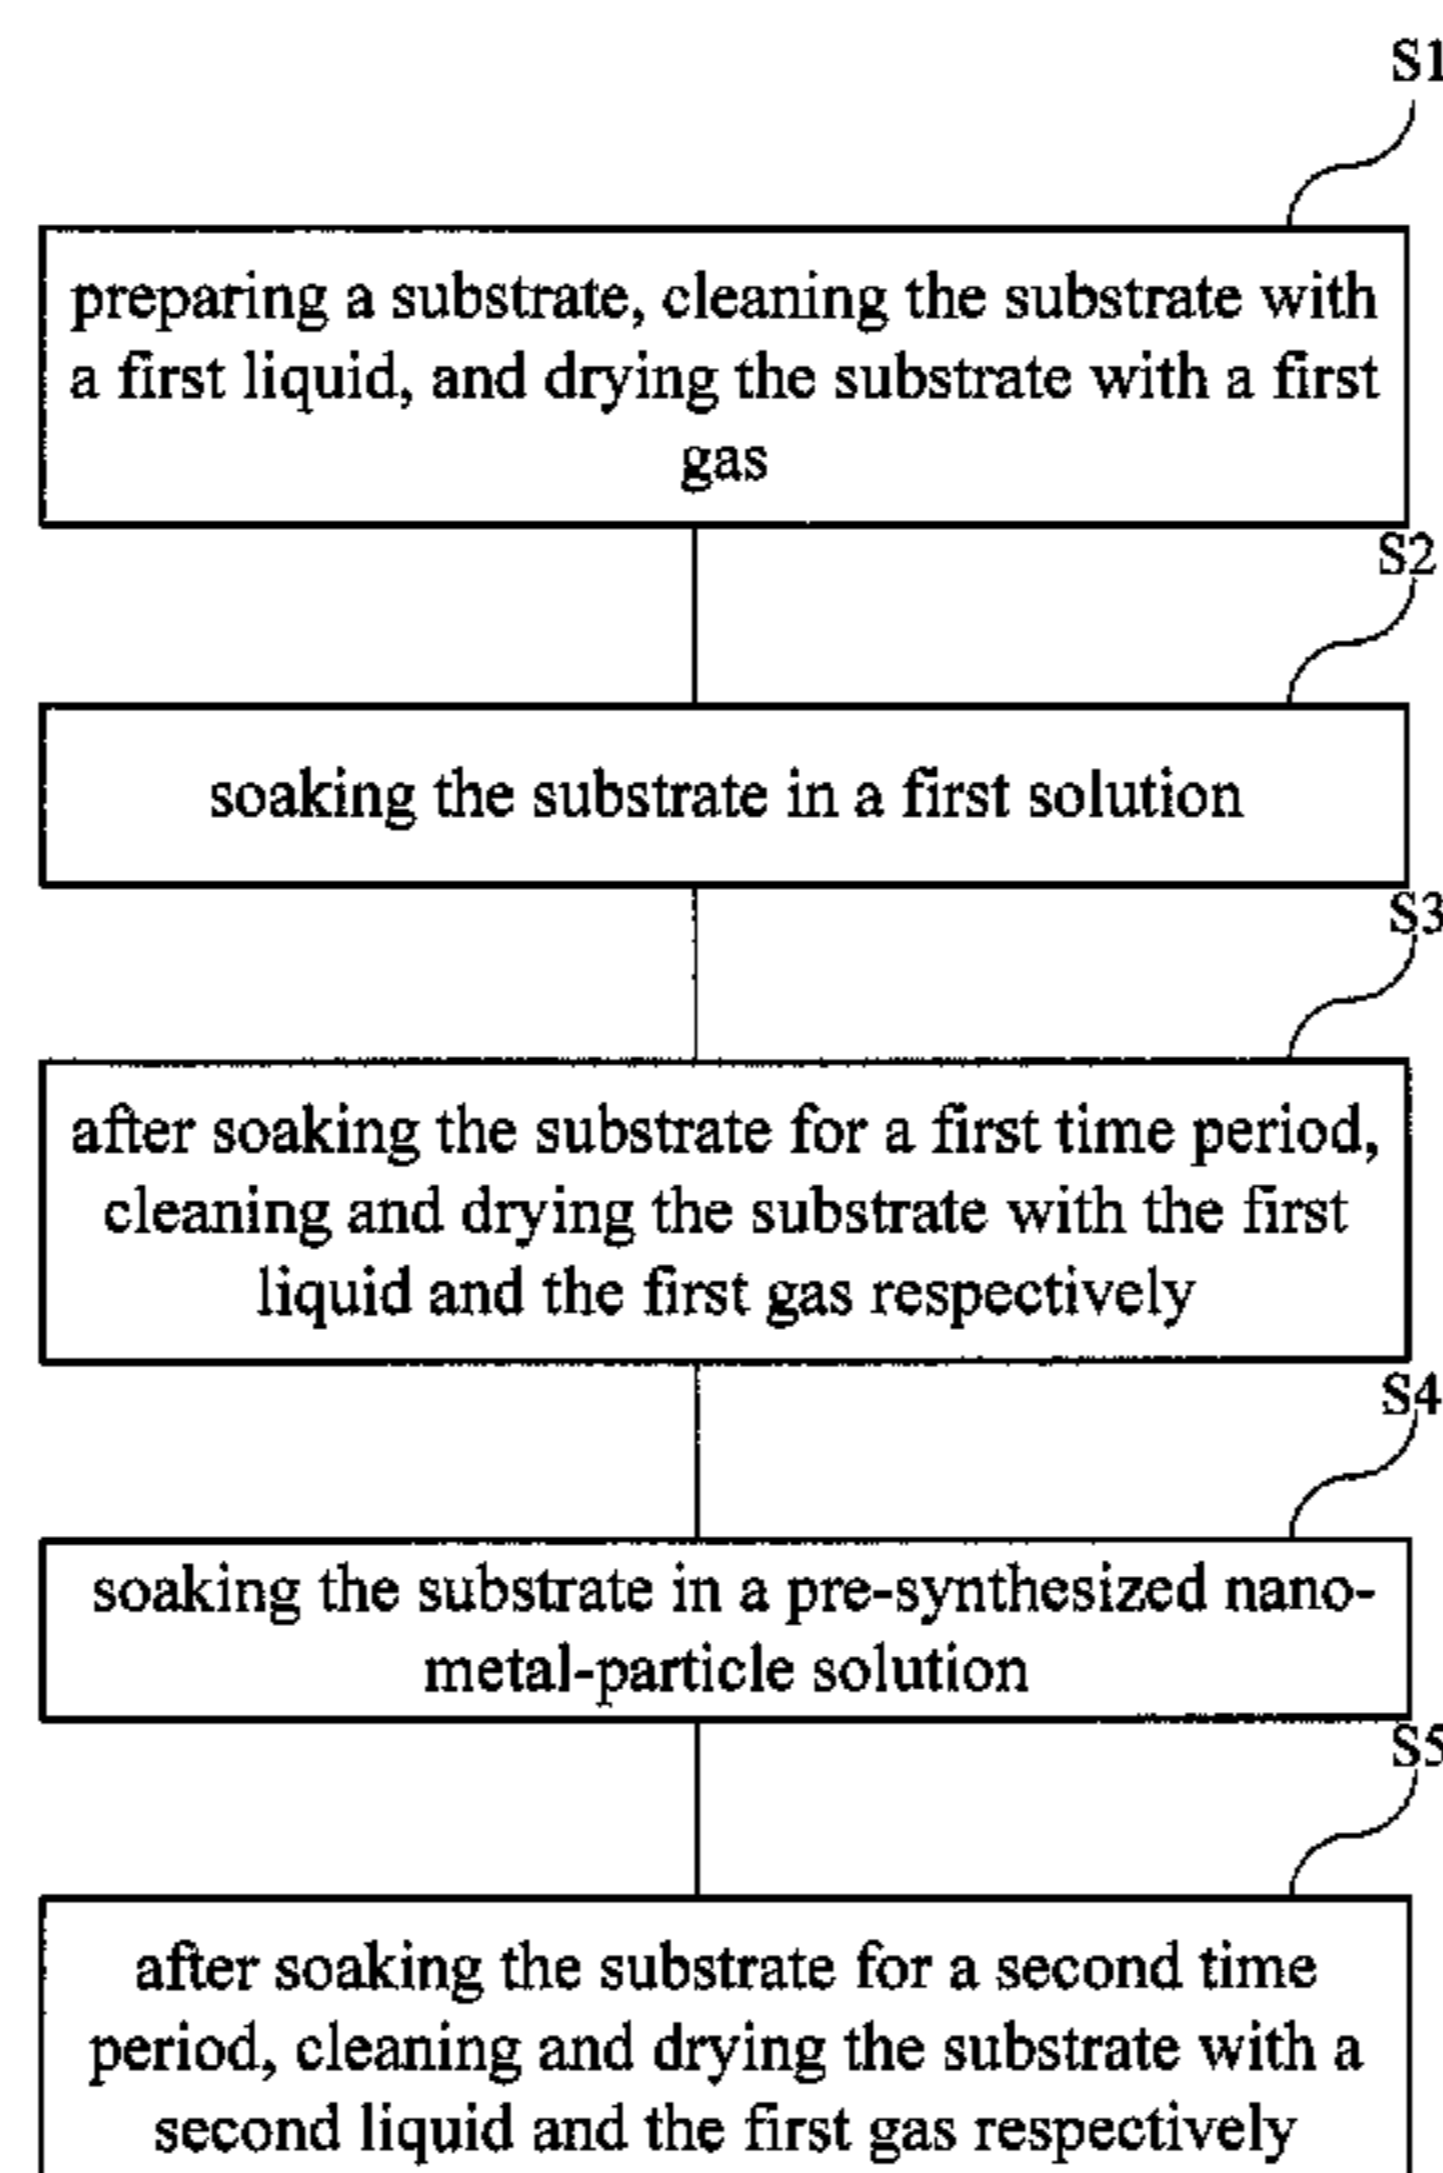 S1
preparing a substrate, cleaning the substrate with
a first liquid, and drying the substrate with a first
gas
S2
soaking the substrate in a first solution
S3
after soaking the substrate for a first time period,
cleaning and drying the substrate with the first
liquid and the first gas respectively
S4
soaking the substrate in a pre-synthesized nano-
metal-particle solution
S5
after soaking the substrate for a second time
period, cleaning and drying the substrate with a
second liquid and the first gas respectively